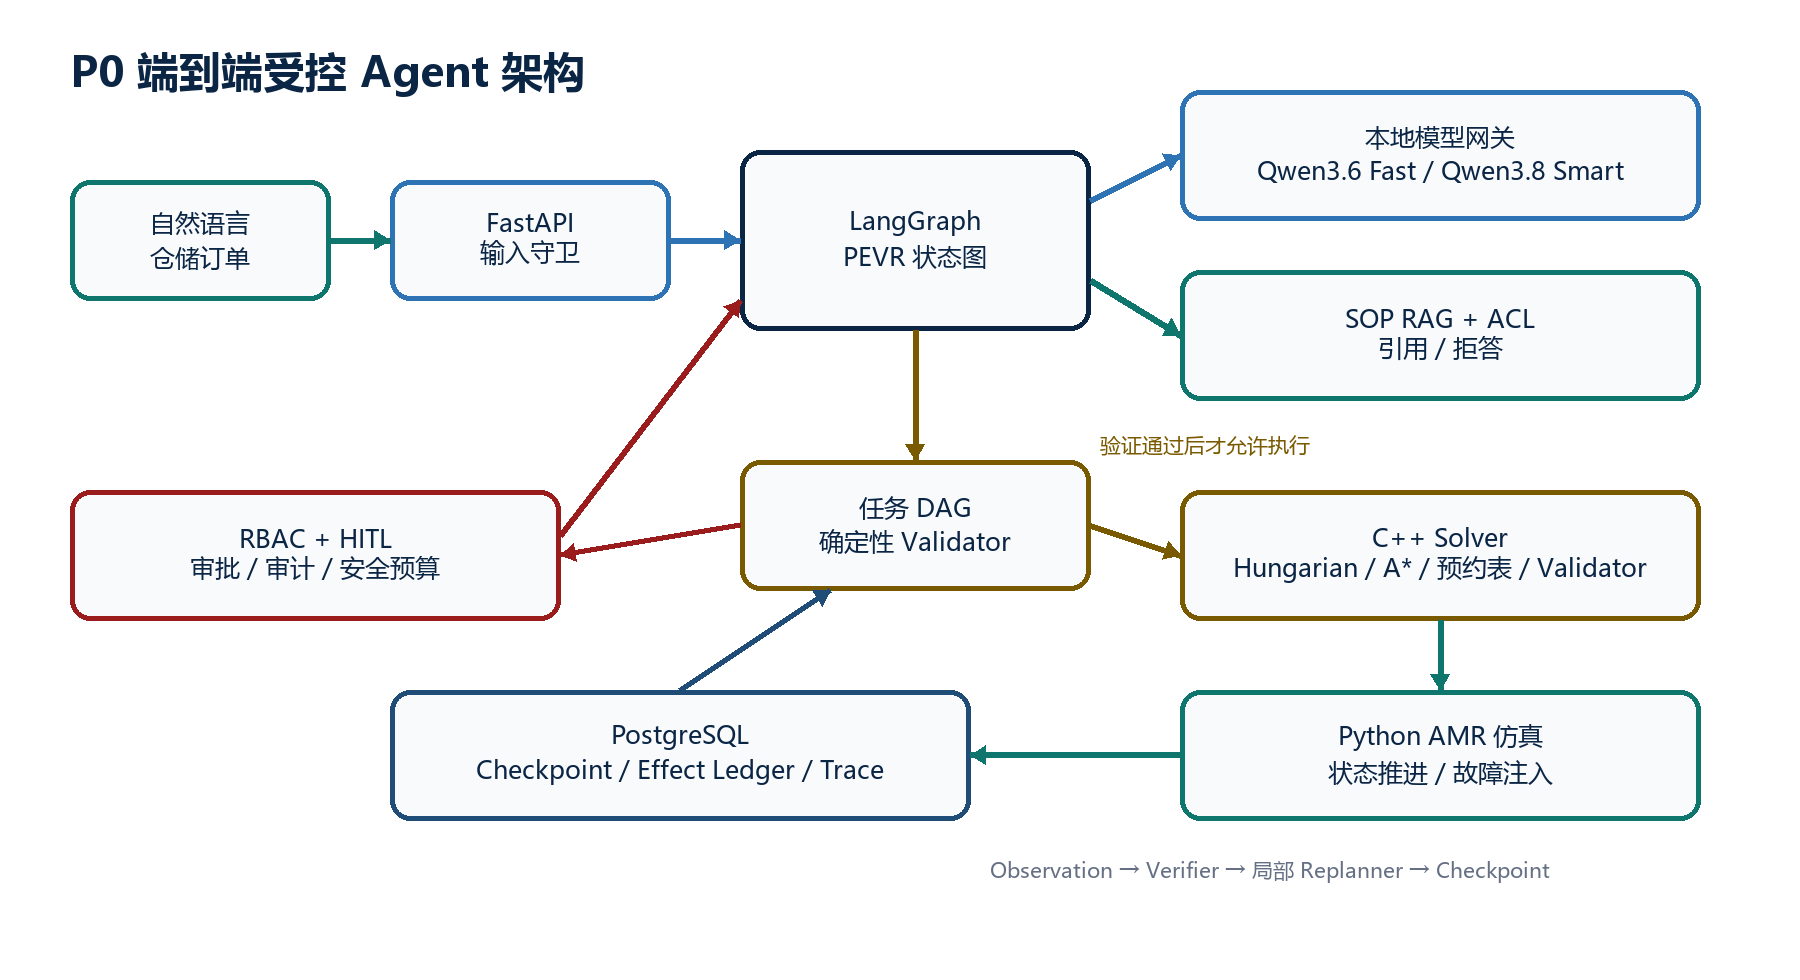 P0 端到端受控 Agent 架构
本地模型网关
Qwen3.6 Fast / Qwen3.8 Smart
自然语言
仓储订单
FastAPI
输入守卫
LangGraph
PEVR 状态图
SOP RAG + ACL
引用 / 拒答
验证通过后才允许执行
RBAC + HITL
审批 / 审计 / 安全预算
任务 DAG
确定性 Validator
C++ Solver
Hungarian / A* / 预约表 / Validator
PostgreSQL
Checkpoint / Effect Ledger / Trace
Python AMR 仿真
状态推进 / 故障注入
Observation → Verifier → 局部 Replanner → Checkpoint